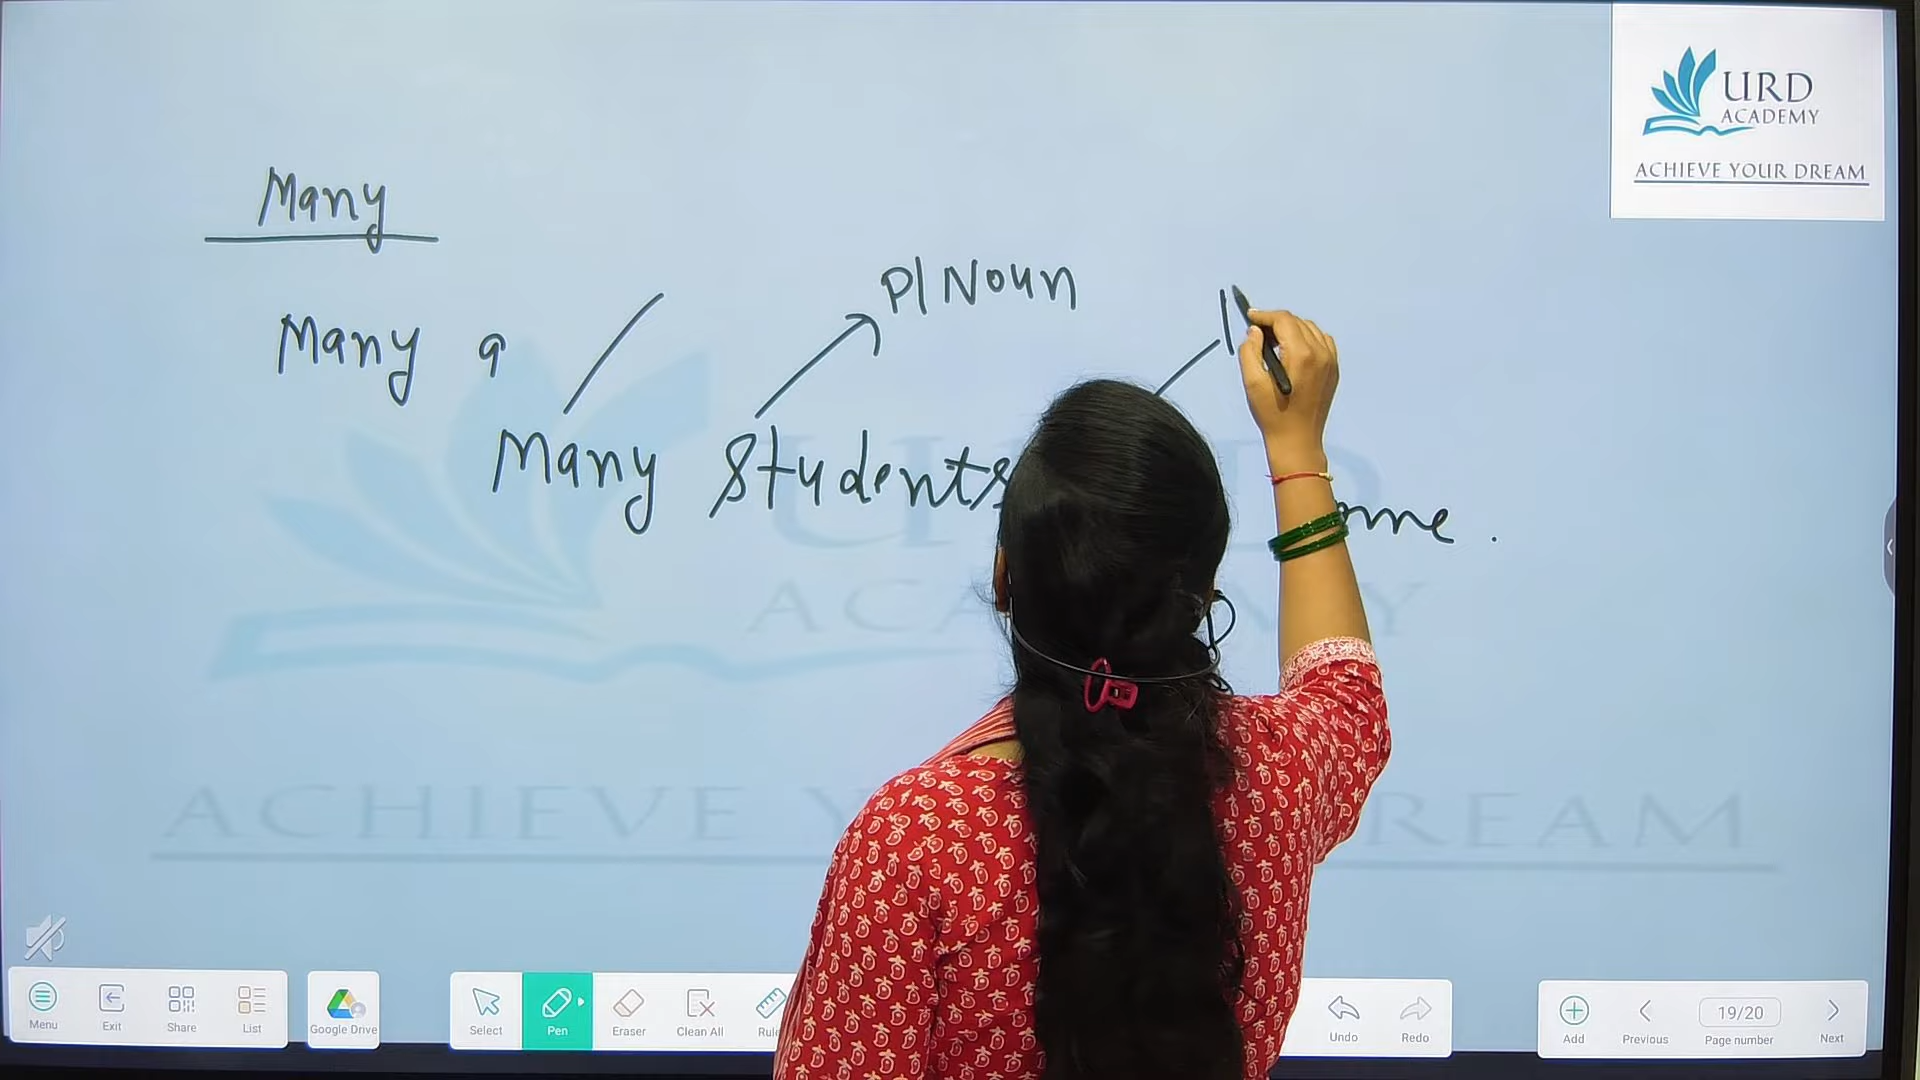 URD
ACADEMY
ACHIEVE YOUR DREAM
Many
Pl Noun
Many a
Many Students
Menu
Exit
Share
List
Google Drive
Select
Pen
Eraser
Clean All
Undo
Redo
Add
Previous
19/20
Page number
Next